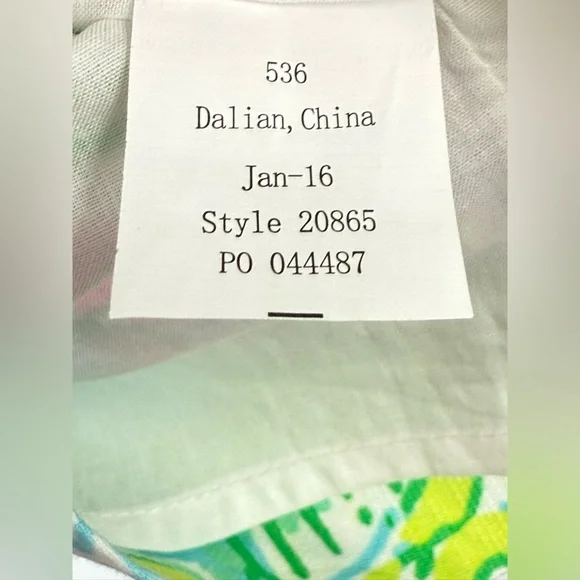 536
Dalian, China
Jan-16
Style 20865
PO 044487